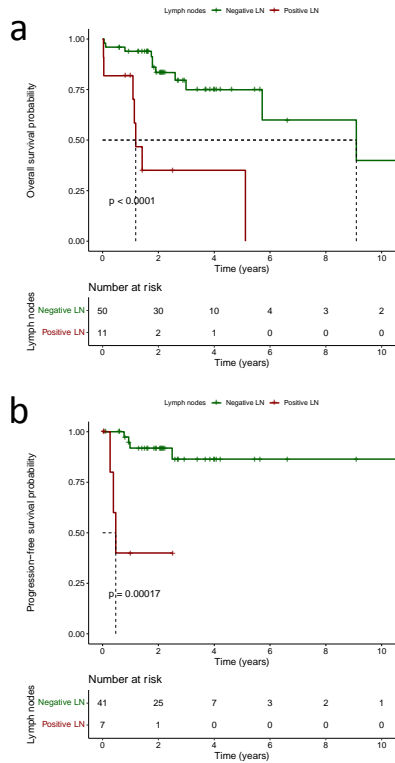 a
Lymph nodes Negative LN Positive LN
Overall survival probability
1.00
0.75
0.50
0.25
0.00
p < 0.0001
0 2 4 6 8 10
Time (years)
Number at risk
Lymph nodes
Negative LN 50 30 10 4 3 2
Positive LN 11 2 1 0 0 0
0 2 4 6 8 10
Time (years)
b
Lymph nodes Negative LN Positive LN
Progression-free survival probability
1.00
0.75
0.50
0.25
0.00
p = 0.00017
0 2 4 6 8 10
Time (years)
Number at risk
Lymph nodes
Negative LN 41 25 7 3 2 1
Positive LN 7 1 0 0 0 0
0 2 4 6 8 10
Time (years)